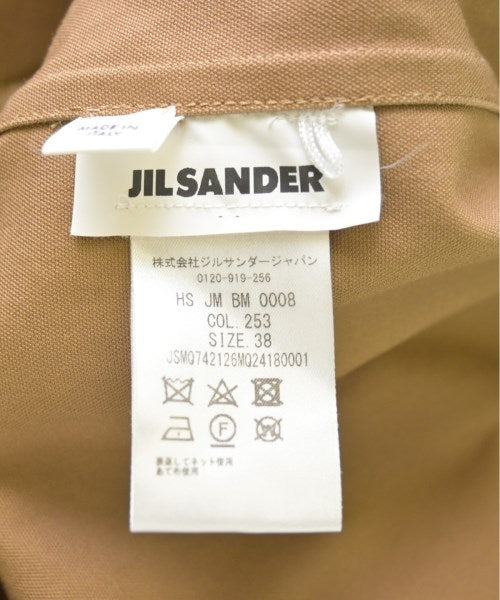 MADE IN
ITALY
JIL SANDER
株式会社ジルサンダージャパン
0120-919-256
HS JM BM 0008
COL. 253
SIZE. 38
JSMQ742126MQ24180001
F
裏返してネット使用
あて布使用